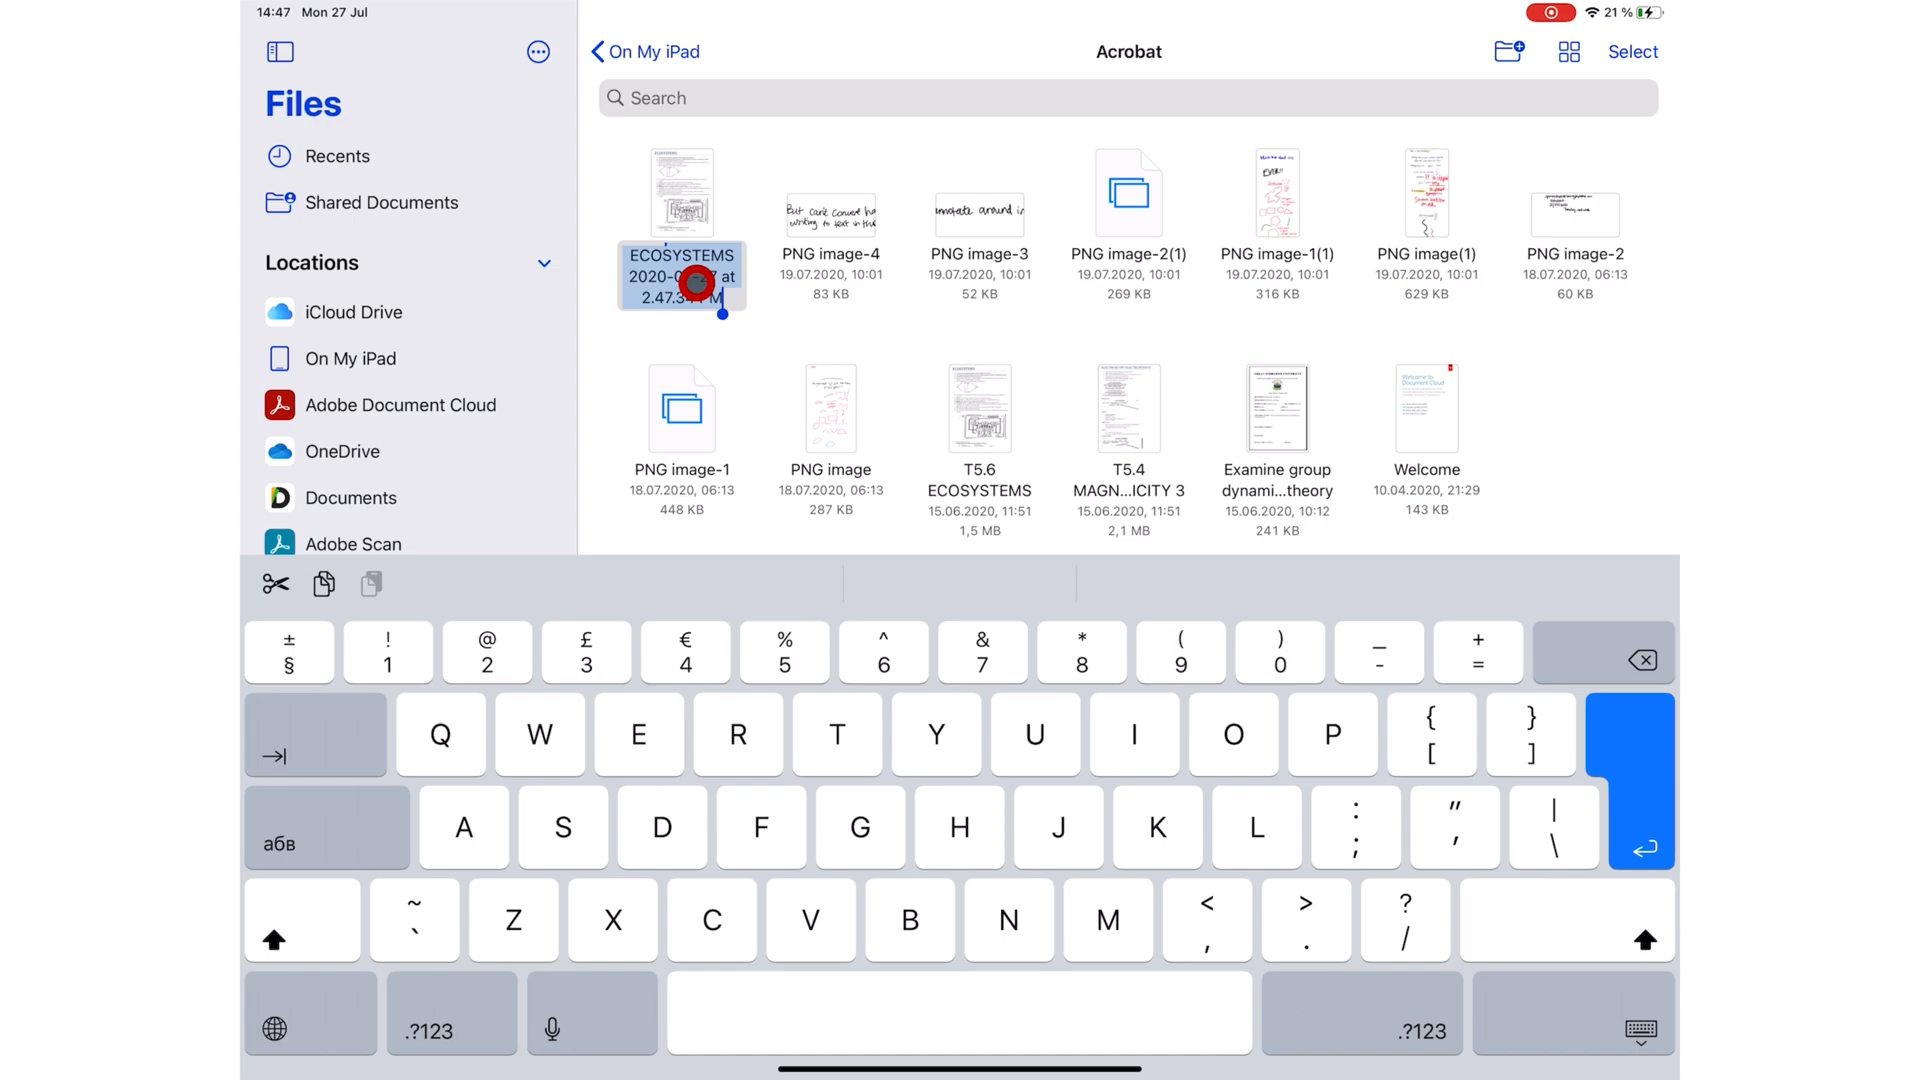 14:47 Mon 27 Jul
21 %
Files
Recents
Shared Documents
Locations
iCloud Drive
On My iPad
Adobe Document Cloud
OneDrive
Documents
Adobe Scan
On My iPad
Acrobat
Select
Search
ECOSYSTEMS
at
PNG image-4
19.07.2020, 10:01
83 KB
PNG image-3
19.07.2020, 10:01
52 KB
PNG image-2(1)
19.07.2020, 10:01
269 KB
PNG image-1(1)
19.07.2020, 10:01
316 KB
PNG image(1)
19.07.2020, 10:01
629 KB
PNG image-2
18.07.2020, 06:13
60 KB
PNG image-1
18.07.2020, 06:13
448 KB
PNG image
18.07.2020, 06:13
287 KB
T5.6
ECOSYSTEMS
15.06.2020, 11:51
1,5 MB
T5.4
MAGN...ICITY 3
15.06.2020, 11:51
2,1 MB
Examine group
dynami...theory
15.06.2020, 10:12
241 KB
Welcome
10.04.2020, 21:29
143 KB
± ! @ £ € % ^ & * ( ) _ +
§ 1 2 3 4 5 6 7 8 9 0 - =
Q W E R T Y U I O P { }
[ ]
A S D F G H J K L : " |
абв ; ' \
~ Z X C V B N M < > ?
` , . /
.?123 .?123